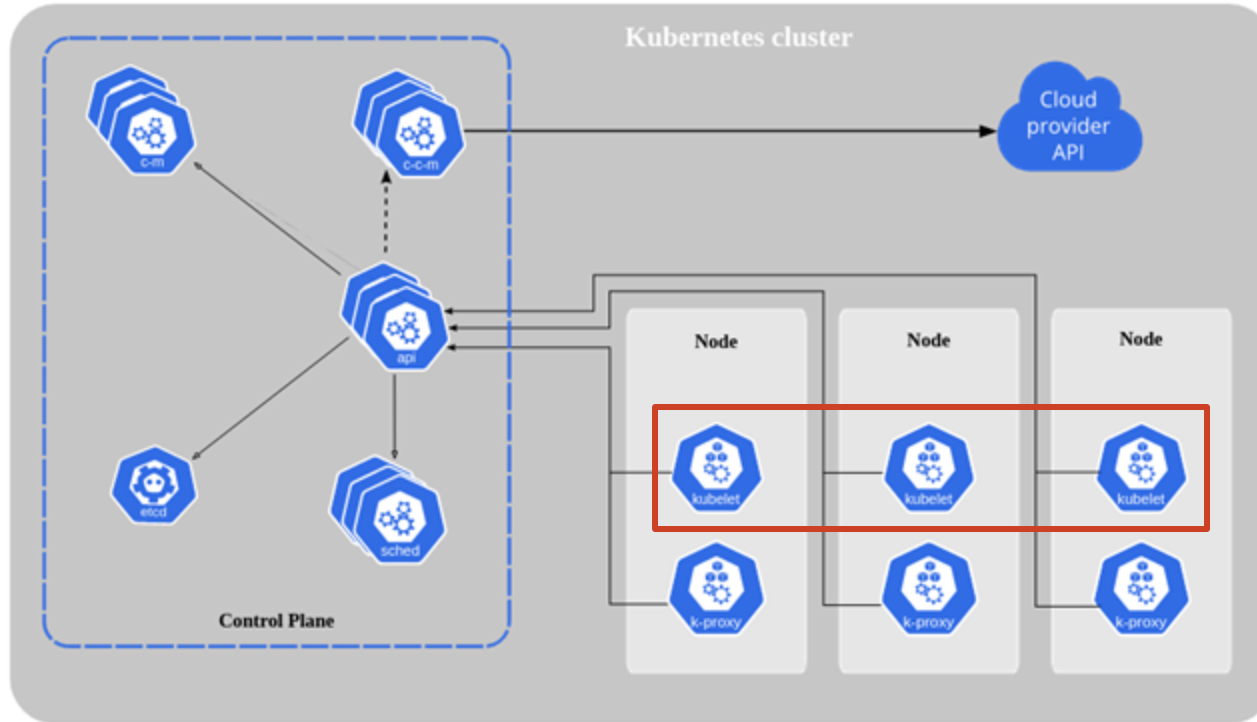 Kubernetes cluster
c-m
c-c-m
Cloud
provider
API
api
etcd
sched
Control Plane
Node
kubelet
k-proxy
Node
kubelet
k-proxy
Node
kubelet
k-proxy